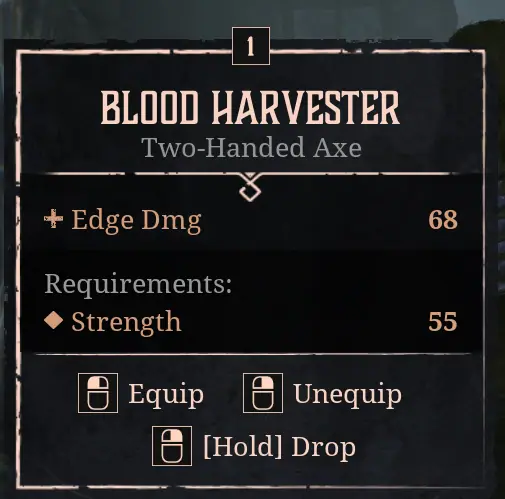 1
BLOOD HARVESTER
Two-Handed Axe
Edge Dmg 68
Requirements:
Strength 55
Equip Unequip
[Hold] Drop